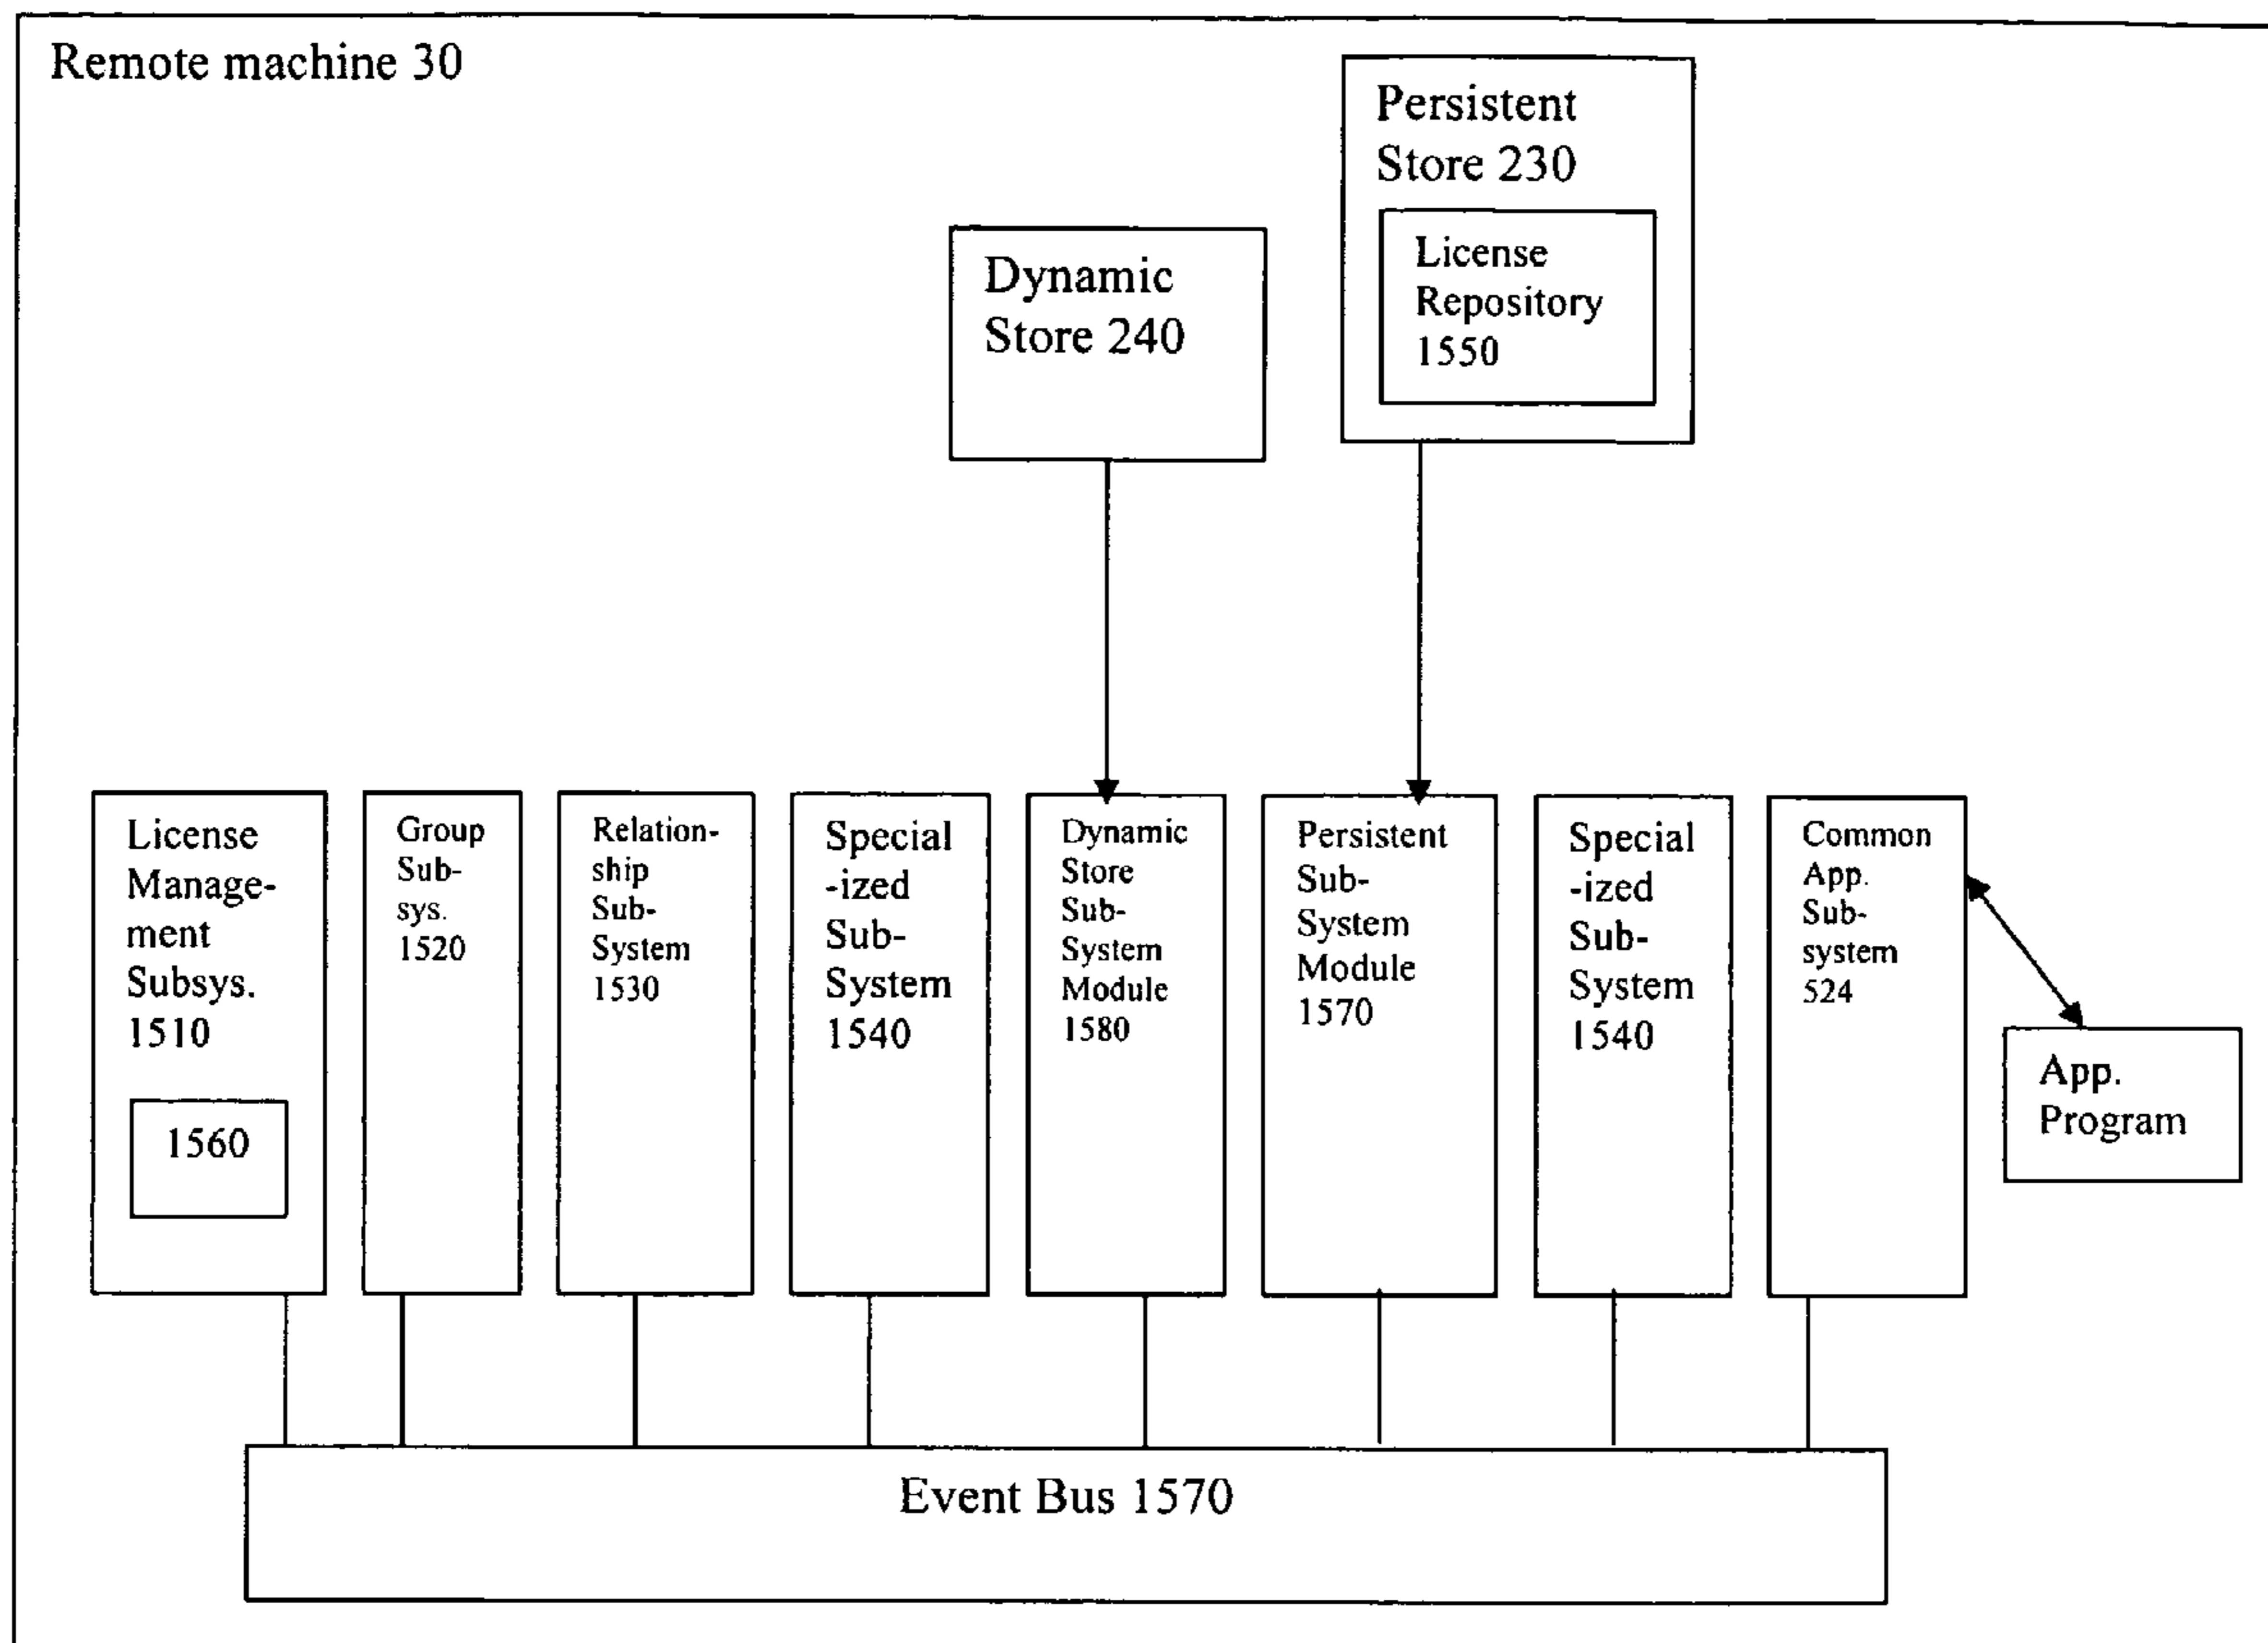 Remote machine 30
Persistent
Store 230
License
Repository
1550
Dynamic
Store 240
License
Manage-
ment
Subsys.
1510
1560
Group
Sub-
sys.
1520
Relation-
ship
Sub-
System
1530
Special
-ized
Sub-
System
1540
Dynamic
Store
Sub-
System
Module
1580
Persistent
Sub-
System
Module
1570
Special
-ized
Sub-
System
1540
Common
App.
Sub-
system
524
App.
Program
Event Bus 1570